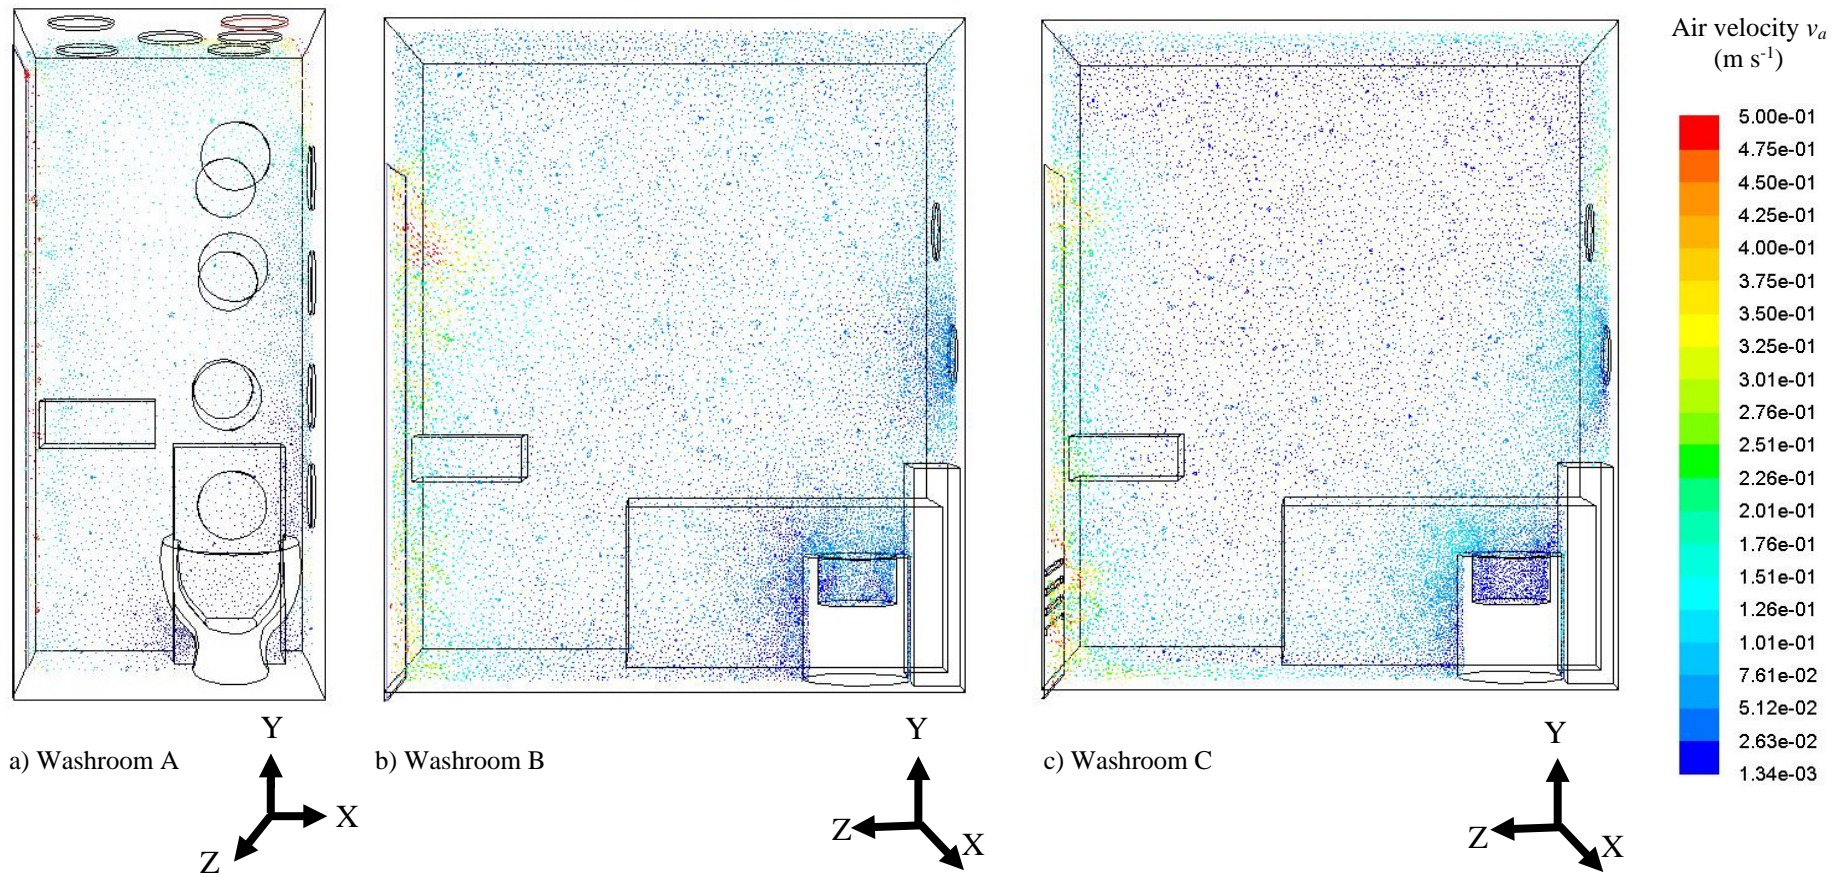 Air velocity vₐ
(m s⁻¹)
5.00e-01
4.75e-01
4.50e-01
4.25e-01
4.00e-01
3.75e-01
3.50e-01
3.25e-01
3.01e-01
2.76e-01
2.51e-01
2.26e-01
2.01e-01
1.76e-01
1.51e-01
1.26e-01
1.01e-01
7.61e-02
5.12e-02
2.63e-02
1.34e-03
a) Washroom A
Y
X
Z
b) Washroom B
Y
Z
X
c) Washroom C
Y
Z
X